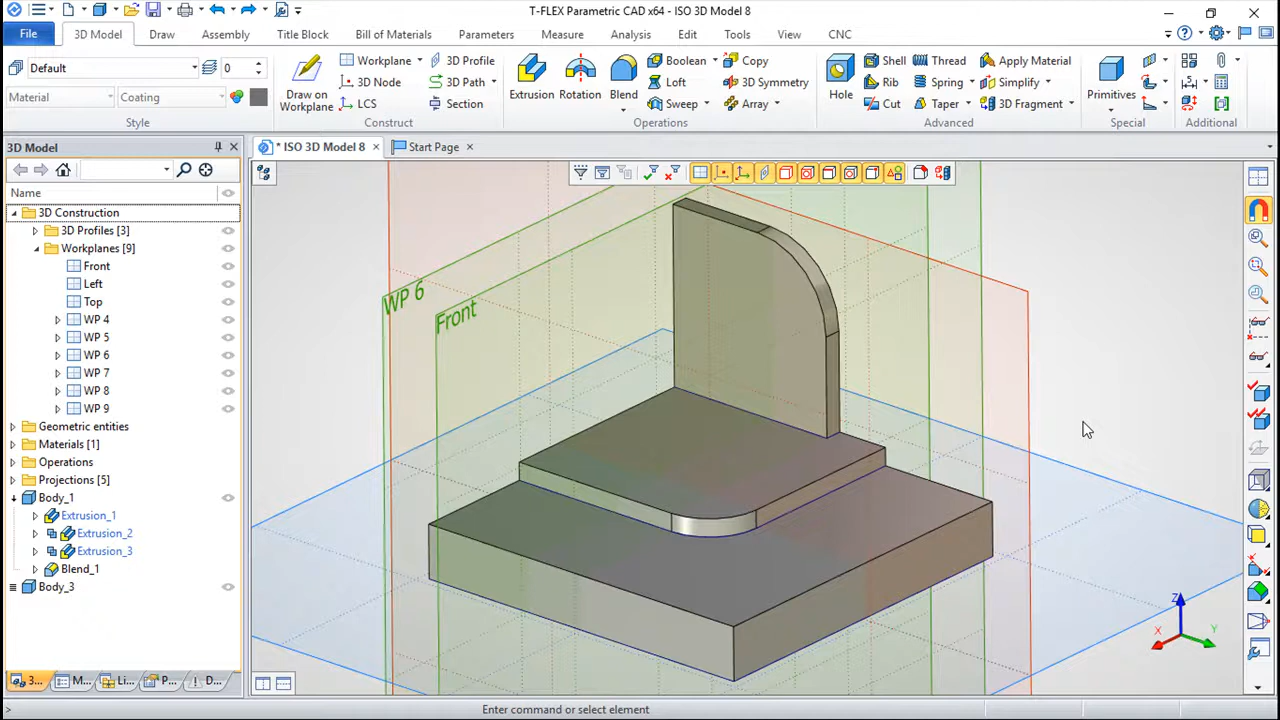 T-FLEX Parametric CAD x64 - ISO 3D Model 8
File 3D Model Draw Assembly Title Block Bill of Materials Parameters Measure Analysis Edit Tools View CNC
Default 0
Material Coating
Style
Draw on Workplane
Workplane 3D Profile
3D Node 3D Path
LCS Section
Construct
Extrusion Rotation Blend
Boolean Copy
Loft 3D Symmetry
Sweep Array
Operations
Hole
Shell Thread Apply Material
Rib Spring Simplify
Cut Taper 3D Fragment
Advanced
Primitives
Special
Additional
3D Model
* ISO 3D Model 8 Start Page
Name
3D Construction
3D Profiles [3]
Workplanes [9]
Front
Left
Top
WP 4
WP 5
WP 6
WP 7
WP 8
WP 9
Geometric entities
Materials [1]
Operations
Projections [5]
Body_1
Extrusion_1
Extrusion_2
Extrusion_3
Blend_1
Body_3
3... M... Li... P... D...
WP 6
Front
Z
X
Y
Enter command or select element